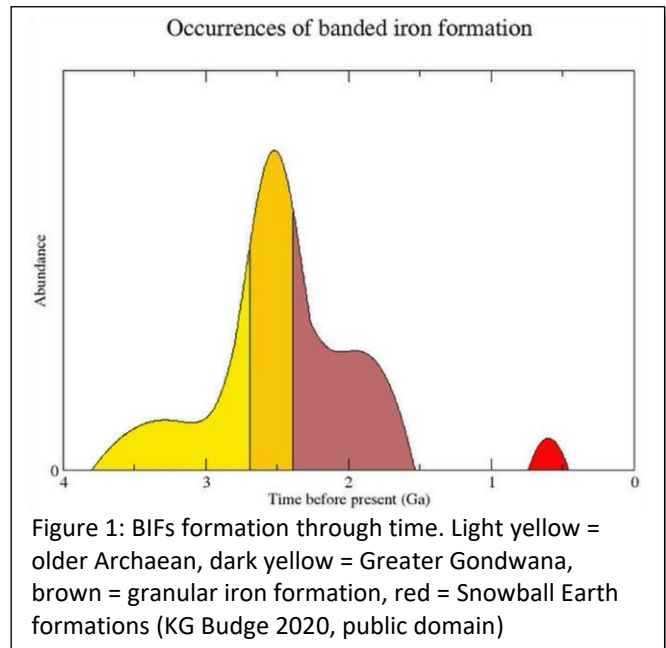 Occurrences of banded iron formation
Abundance
0
4
3
2
1
0
Time before present (Ga)
Figure 1: BIFs formation through time. Light yellow =
older Archaean, dark yellow = Greater Gondwana,
brown = granular iron formation, red = Snowball Earth
formations (KG Budge 2020, public domain)